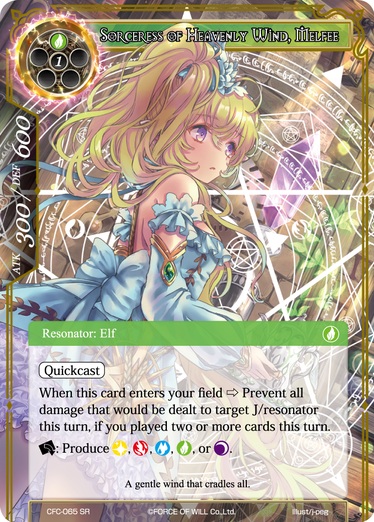 Sorceress of Heavenly Wind, Melfee
1
ATK 300 / DEF 600
Resonator: Elf
Quickcast
When this card enters your field ⇨ Prevent all
damage that would be dealt to target J/resonator
this turn, if you played two or more cards this turn.
: Produce , , , , or .
A gentle wind that cradles all.
CFC-065 SR ©FORCE OF WILL Co.,Ltd. Illust/j-peg